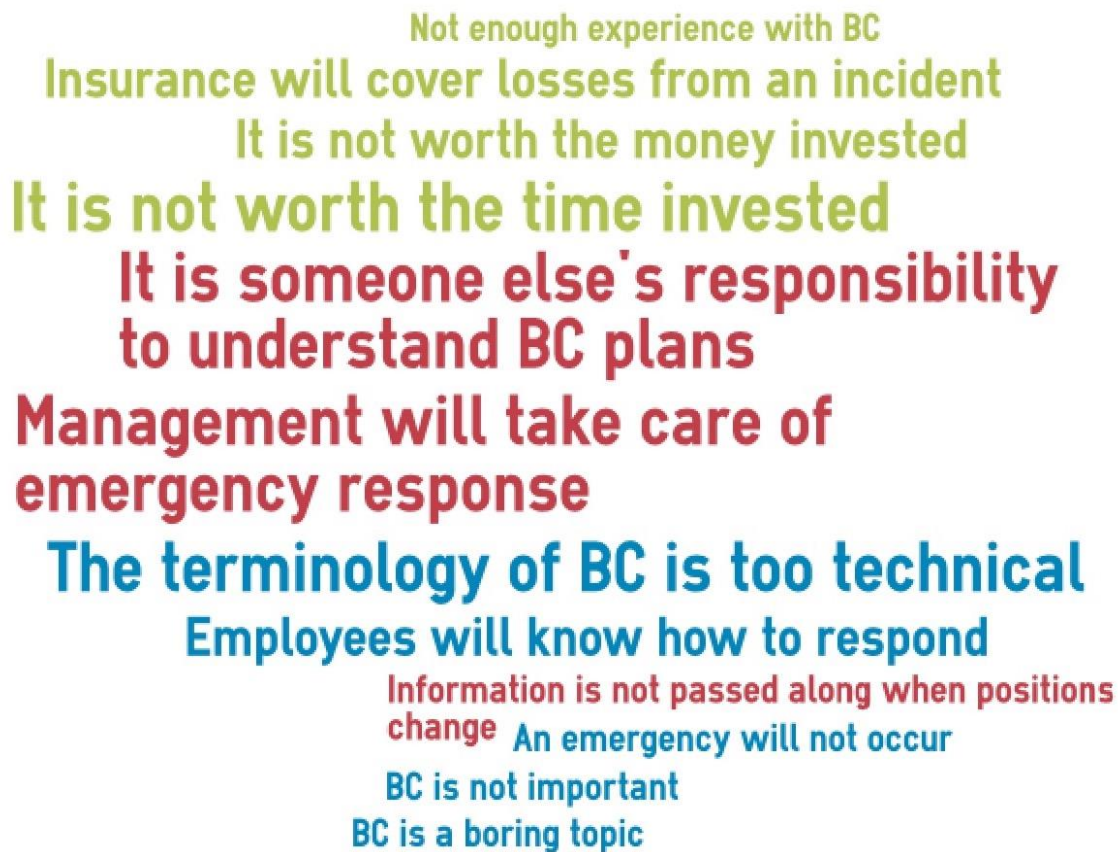 Not enough experience with BC
Insurance will cover losses from an incident
It is not worth the money invested
It is not worth the time invested
It is someone else's responsibility
to understand BC plans
Management will take care of
emergency response
The terminology of BC is too technical
Employees will know how to respond
Information is not passed along when positions
change
An emergency will not occur
BC is not important
BC is a boring topic